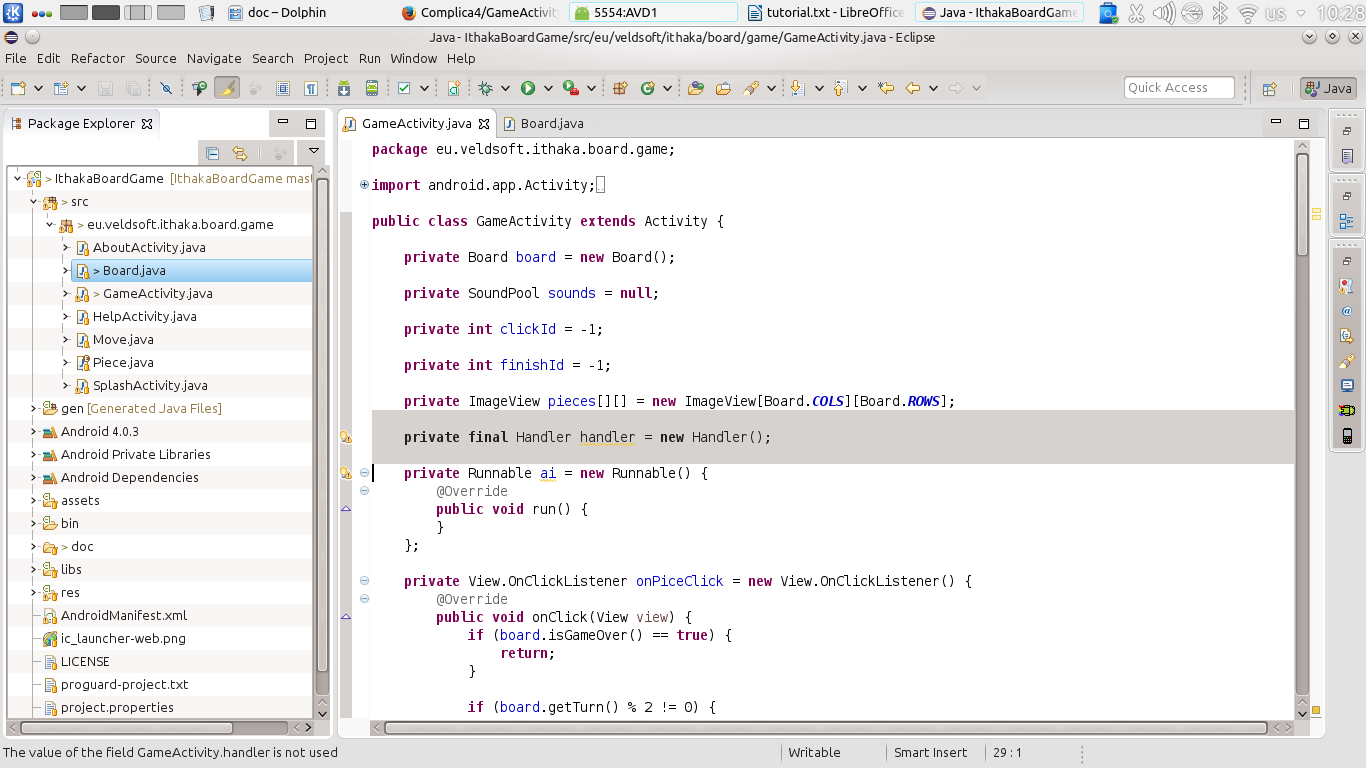 doc – Dolphin
Complica4/GameActivit
5554:AVD1
tutorial.txt - LibreOffice
Java - IthakaBoardGame
us
10:28
Java - IthakaBoardGame/src/eu/veldsoft/ithaka/board/game/GameActivity.java - Eclipse
File Edit Refactor Source Navigate Search Project Run Window Help
Quick Access
Java
Package Explorer
GameActivity.java
Board.java
> IthakaBoardGame [IthakaBoardGame mast
> src
> eu.veldsoft.ithaka.board.game
AboutActivity.java
> Board.java
> GameActivity.java
HelpActivity.java
Move.java
Piece.java
SplashActivity.java
gen [Generated Java Files]
Android 4.0.3
Android Private Libraries
Android Dependencies
assets
bin
> doc
libs
res
AndroidManifest.xml
ic_launcher-web.png
LICENSE
proguard-project.txt
project.properties
package eu.veldsoft.ithaka.board.game;
import android.app.Activity;
public class GameActivity extends Activity {
private Board board = new Board();
private SoundPool sounds = null;
private int clickId = -1;
private int finishId = -1;
private ImageView pieces[][] = new ImageView[Board.COLS][Board.ROWS];
private final Handler handler = new Handler();
private Runnable ai = new Runnable() {
@Override
public void run() {
}
};
private View.OnClickListener onPiceClick = new View.OnClickListener() {
@Override
public void onClick(View view) {
if (board.isGameOver() == true) {
return;
}
if (board.getTurn() % 2 != 0) {
The value of the field GameActivity.handler is not used
Writable
Smart Insert
29 : 1